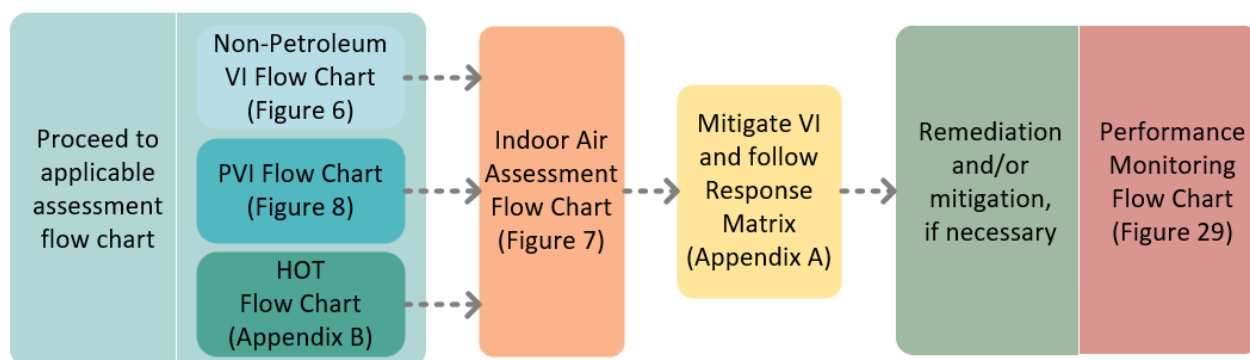 Proceed to
applicable
assessment
flow chart
Non-Petroleum
VI Flow Chart
(Figure 6)
PVI Flow Chart
(Figure 8)
HOT
Flow Chart
(Appendix B)
Indoor Air
Assessment
Flow Chart
(Figure 7)
Mitigate VI
and follow
Response
Matrix
(Appendix A)
Remediation
and/or
mitigation,
if necessary
Performance
Monitoring
Flow Chart
(Figure 29)